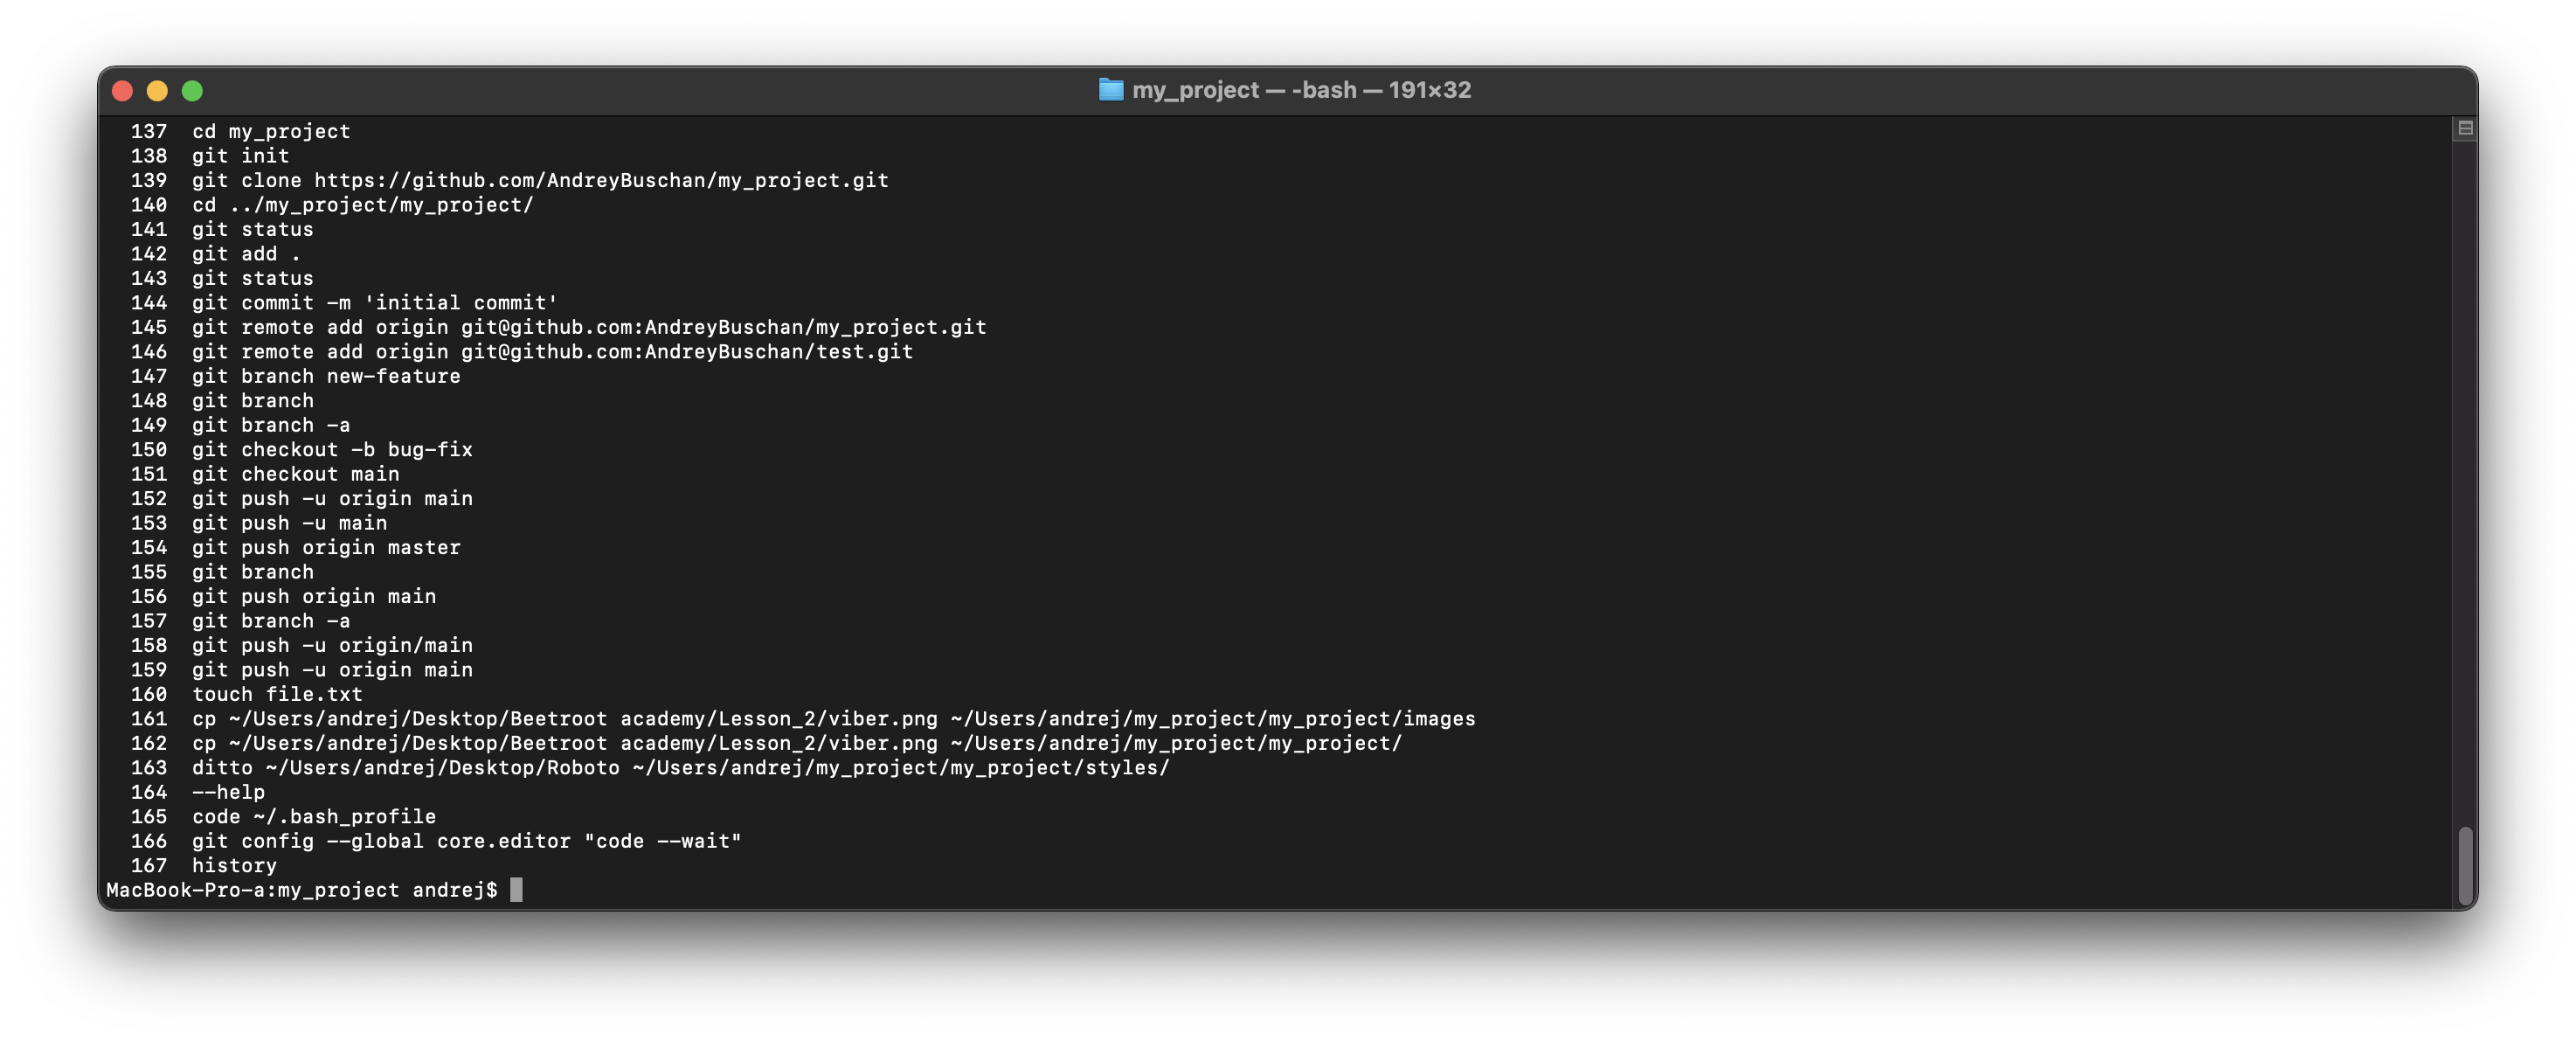 my_project — -bash — 191×32
137 cd my_project
138 git init
139 git clone https://github.com/AndreyBuschan/my_project.git
140 cd ../my_project/my_project/
141 git status
142 git add .
143 git status
144 git commit -m 'initial commit'
145 git remote add origin git@github.com:AndreyBuschan/my_project.git
146 git remote add origin git@github.com:AndreyBuschan/test.git
147 git branch new-feature
148 git branch
149 git branch -a
150 git checkout -b bug-fix
151 git checkout main
152 git push -u origin main
153 git push -u main
154 git push origin master
155 git branch
156 git push origin main
157 git branch -a
158 git push -u origin/main
159 git push -u origin main
160 touch file.txt
161 cp ~/Users/andrej/Desktop/Beetroot academy/Lesson_2/viber.png ~/Users/andrej/my_project/my_project/images
162 cp ~/Users/andrej/Desktop/Beetroot academy/Lesson_2/viber.png ~/Users/andrej/my_project/my_project/
163 ditto ~/Users/andrej/Desktop/Roboto ~/Users/andrej/my_project/my_project/styles/
164 --help
165 code ~/.bash_profile
166 git config --global core.editor "code --wait"
167 history
MacBook-Pro-a:my_project andrej$